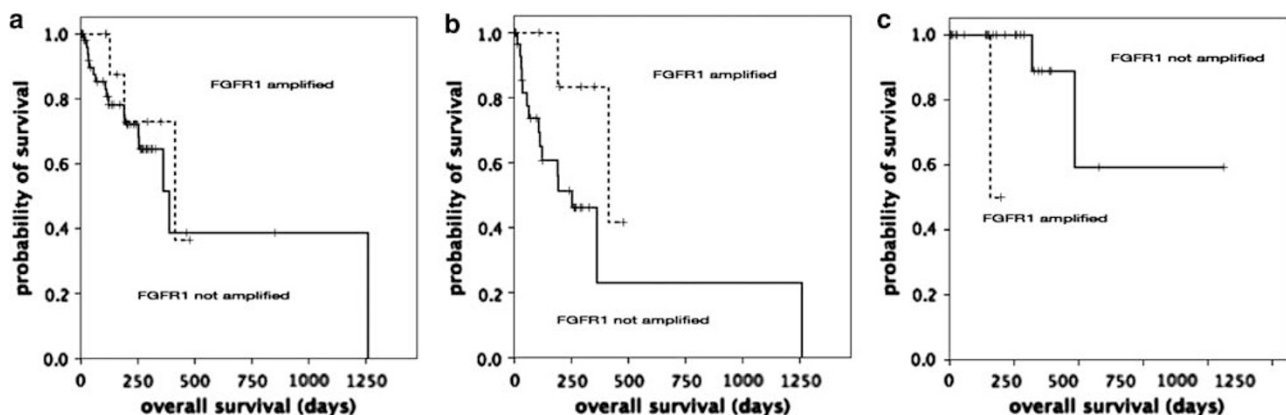 a
probability of survival
1.0
0.8
0.6
0.4
0.2
0.0
FGFR1 amplified
FGFR1 not amplified
0 250 500 750 1000 1250
overall survival (days)
b
probability of survival
1.0
0.8
0.6
0.4
0.2
0.0
FGFR1 amplified
FGFR1 not amplified
0 250 500 750 1000 1250
overall survival (days)
c
probability of survival
1.0
0.8
0.6
0.4
0.2
0.0
FGFR1 not amplified
FGFR1 amplified
0 250 500 750 1000 1250
overall survival (days)